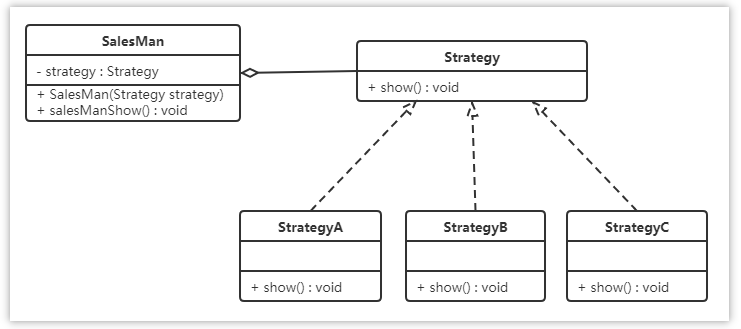 SalesMan
- strategy : Strategy
+ SalesMan(Strategy strategy)
+ salesManShow() : void
Strategy
+ show() : void
StrategyA
+ show() : void
StrategyB
+ show() : void
StrategyC
+ show() : void